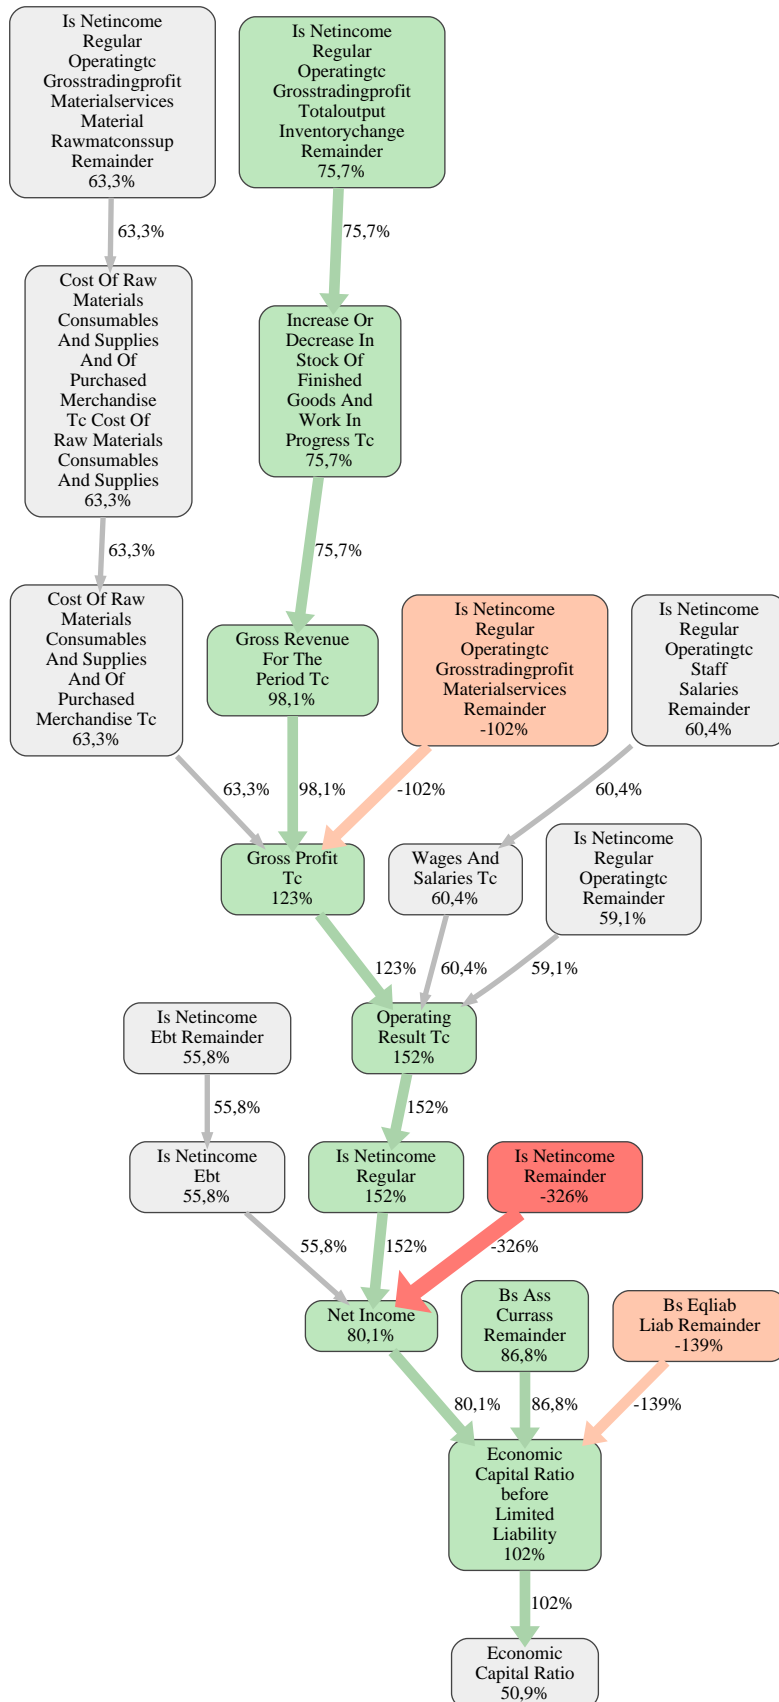 Is Netincome
Regular
Operatingtc
Grosstradingprofit
Materialservices
Material
Rawmatconssup
Remainder
63,3%
Is Netincome
Regular
Operatingtc
Grosstradingprofit
Totaloutput
Inventorychange
Remainder
75,7%
63,3%
75,7%
Cost Of Raw
Materials
Consumables
And Supplies
And Of
Purchased
Merchandise
Tc Cost Of
Raw Materials
Consumables
And Supplies
63,3%
Increase Or
Decrease In
Stock Of
Finished
Goods And
Work In
Progress Tc
75,7%
63,3%
75,7%
Cost Of Raw
Materials
Consumables
And Supplies
And Of
Purchased
Merchandise Tc
63,3%
Gross Revenue
For The
Period Tc
98,1%
Is Netincome
Regular
Operatingtc
Grosstradingprofit
Materialservices
Remainder
-102%
Is Netincome
Regular
Operatingtc
Staff
Salaries
Remainder
60,4%
63,3%
98,1%
-102%
60,4%
Gross Profit
Tc
123%
Wages And
Salaries Tc
60,4%
Is Netincome
Regular
Operatingtc
Remainder
59,1%
123%
60,4%
59,1%
Is Netincome
Ebt Remainder
55,8%
Operating
Result Tc
152%
55,8%
152%
Is Netincome
Ebt
55,8%
Is Netincome
Regular
152%
Is Netincome
Remainder
-326%
55,8%
152%
-326%
Net Income
80,1%
Bs Ass
Currass
Remainder
86,8%
Bs Eqliab
Liab Remainder
-139%
80,1%
86,8%
-139%
Economic
Capital Ratio
before
Limited
Liability
102%
102%
Economic
Capital Ratio
50,9%